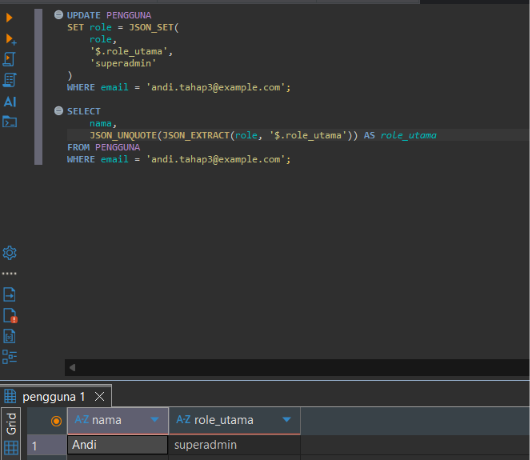 UPDATE PENGGUNA
SET role = JSON_SET(
role,
'$.role_utama',
'superadmin'
)
WHERE email = 'andi.tahap3@example.com';
SELECT
nama,
JSON_UNQUOTE(JSON_EXTRACT(role, '$.role_utama')) AS role_utama
FROM PENGGUNA
WHERE email = 'andi.tahap3@example.com';
AI
pengguna 1
Grid
A-Z nama
A-Z role_utama
1 Andi superadmin